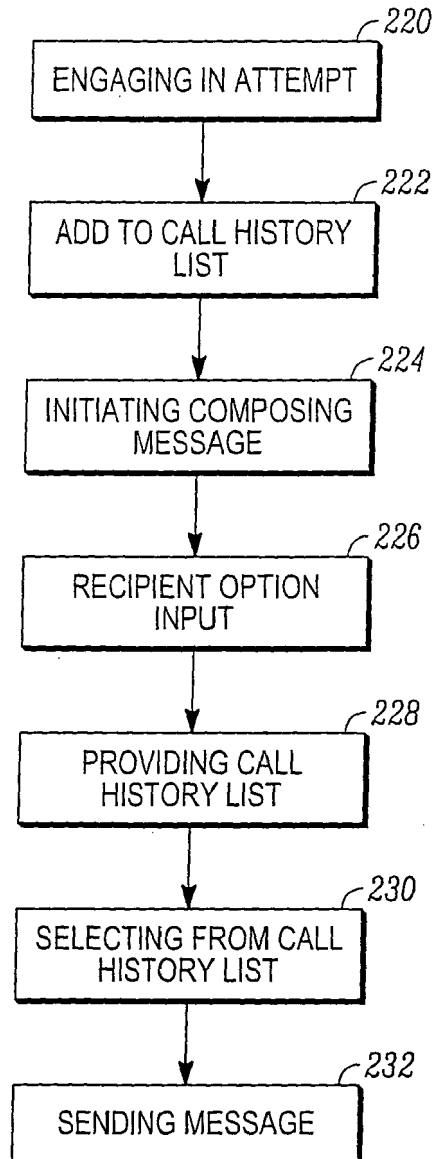 220
ENGAGING IN ATTEMPT
222
ADD TO CALL HISTORY
LIST
224
INITIATING COMPOSING
MESSAGE
226
RECIPIENT OPTION
INPUT
228
PROVIDING CALL
HISTORY LIST
230
SELECTING FROM CALL
HISTORY LIST
232
SENDING MESSAGE